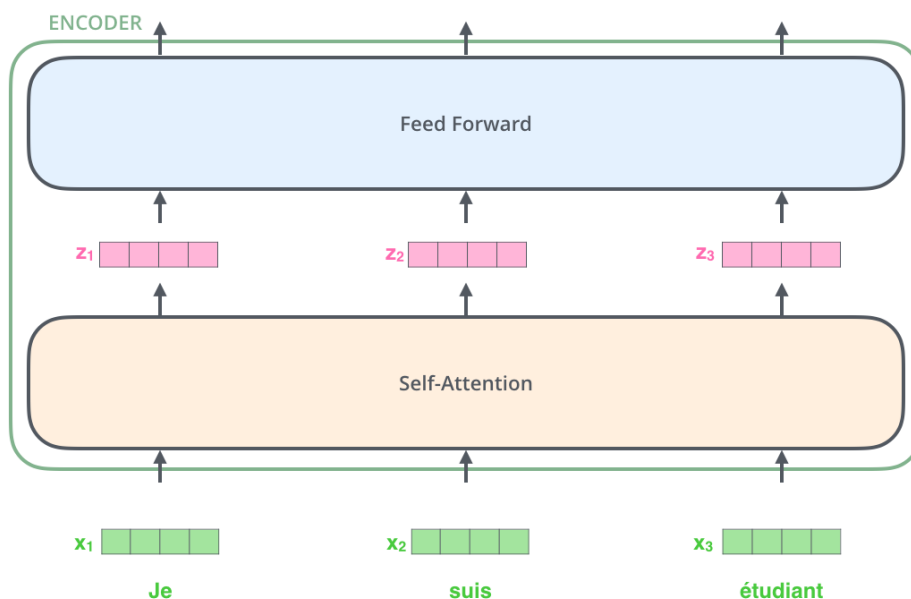 ENCODER
Feed Forward
z₁ z₂ z₃
Self-Attention
x₁ x₂ x₃
Je suis étudiant